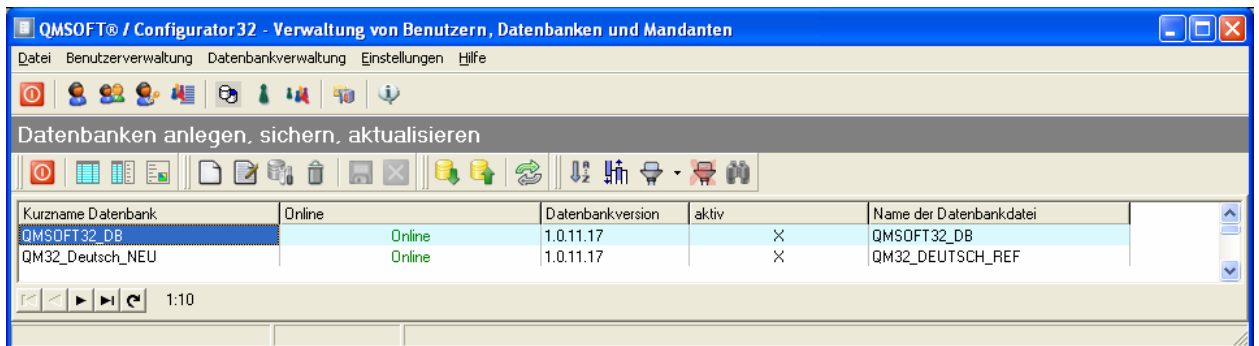 QMSOFT® / Configurator32 - Verwaltung von Benutzern, Datenbanken und Mandanten
Datei Benutzerverwaltung Datenbankverwaltung Einstellungen Hilfe
Datenbanken anlegen, sichern, aktualisieren
Kurzname Datenbank Online Datenbankversion aktiv Name der Datenbankdatei
QMSOFT32_DB Online 1.0.11.17 X QMSOFT32_DB
QM32_Deutsch_NEU Online 1.0.11.17 X QM32_DEUTSCH_REF
1:10